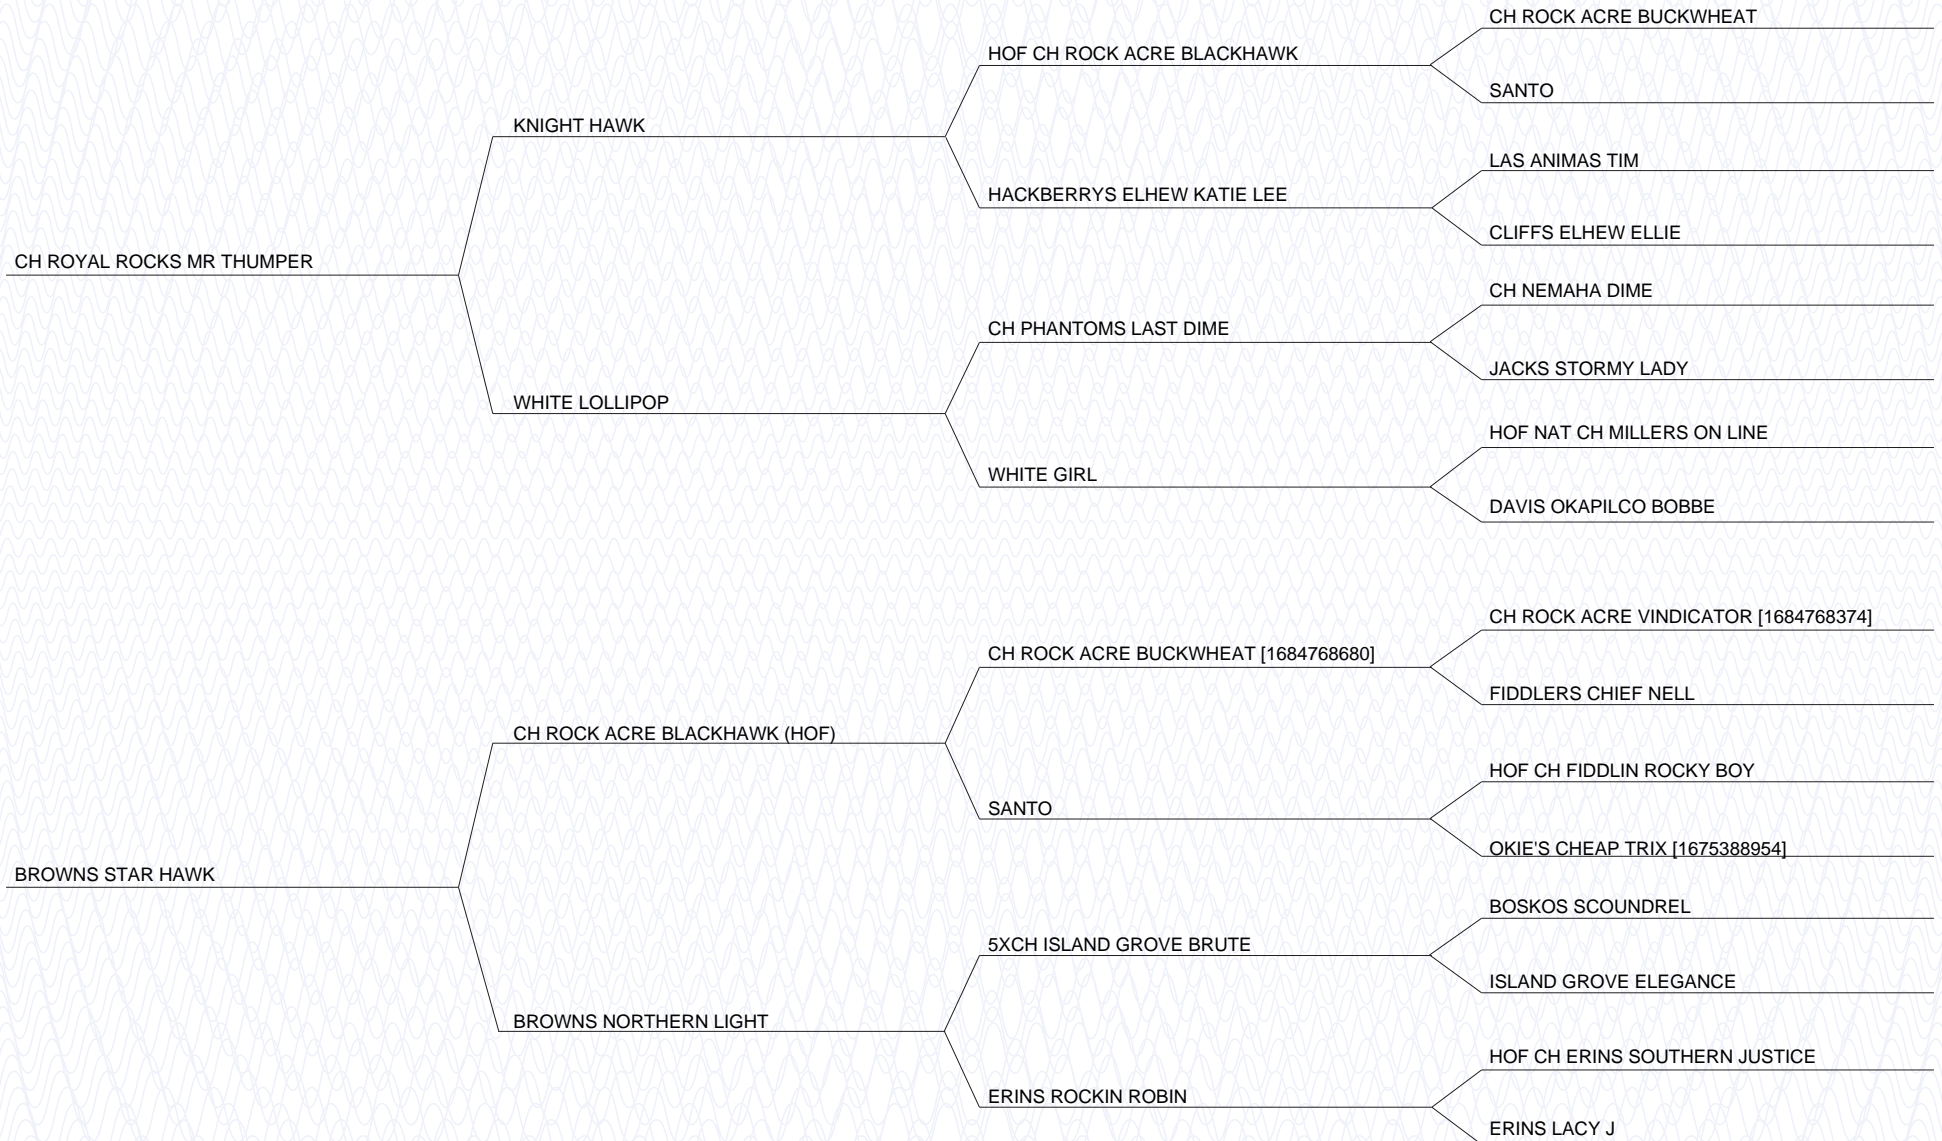 CH ROCK ACRE BUCKWHEAT
HOF CH ROCK ACRE BLACKHAWK
SANTO
KNIGHT HAWK
LAS ANIMAS TIM
HACKBERRYS ELHEW KATIE LEE
CLIFFS ELHEW ELLIE
CH ROYAL ROCKS MR THUMPER
CH NEMAHA DIME
CH PHANTOMS LAST DIME
JACKS STORMY LADY
WHITE LOLLIPOP
HOF NAT CH MILLERS ON LINE
WHITE GIRL
DAVIS OKAPILCO BOBBE
CH ROCK ACRE VINDICATOR [1684768374]
CH ROCK ACRE BUCKWHEAT [1684768680]
FIDDLERS CHIEF NELL
CH ROCK ACRE BLACKHAWK (HOF)
HOF CH FIDDLIN ROCKY BOY
SANTO
OKIE'S CHEAP TRIX [1675388954]
BROWNS STAR HAWK
BOSKOS SCOUNDREL
5XCH ISLAND GROVE BRUTE
ISLAND GROVE ELEGANCE
BROWNS NORTHERN LIGHT
HOF CH ERINS SOUTHERN JUSTICE
ERINS ROCKIN ROBIN
ERINS LACY J